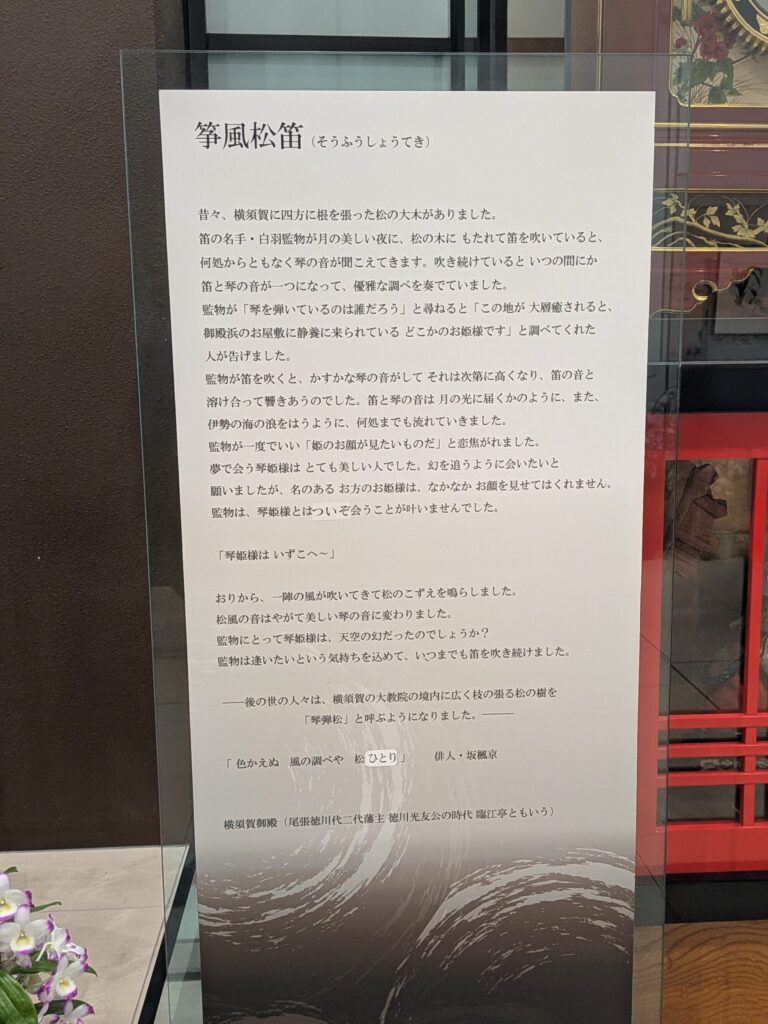 箏風松笛（そうふうしょうてき）
昔々、横須賀に四方に根を張った松の大木がありました。
笛の名手・白羽監物が月の美しい夜に、松の木に もたれて笛を吹いていると、
何処からともなく琴の音が聞こえてきます。吹き続けていると いつの間にか
笛と琴の音が一つになって、優雅な調べを奏でていました。
監物が「琴を弾いているのは誰だろう」と尋ねると「この地が 大層癒されると、
御殿浜のお屋敷に静養に来られている どこかのお姫様です」と調べてくれた
人が告げました。
監物が笛を吹くと、かすかな琴の音がして それは次第に高くなり、笛の音と
溶け合って響きあうのでした。笛と琴の音は 月の光に届くかのように、また、
伊勢の海の浪をはうように、何処までも流れていきました。
監物が一度でいい「姫のお顔が見たいものだ」と恋焦がれました。
夢で会う琴姫様は とても美しい人でした。幻を追うように会いたいと
願いましたが、名のある お方のお姫様は、なかなか お顔を見せてはくれません。
監物は、琴姫様とはついぞ会うことが叶いませんでした。
「琴姫様は いずこへ～」
おりから、一陣の風が吹いてきて松のこずえを鳴らしました。
松風の音はやがて美しい琴の音に変わりました。
監物にとって琴姫様は、天空の幻だったのでしょうか？
監物は逢いたいという気持ちを込めて、いつまでも笛を吹き続けました。
――後の世の人々は、横須賀の大教院の境内に広く枝の張る松の樹を
「琴弾松」と呼ぶようになりました。―――
「 色かえぬ 風の調べや 松ひとり 」 俳人・坂楓京
横須賀御殿（尾張徳川代二代藩主 徳川光友公の時代 臨江亭ともいう）